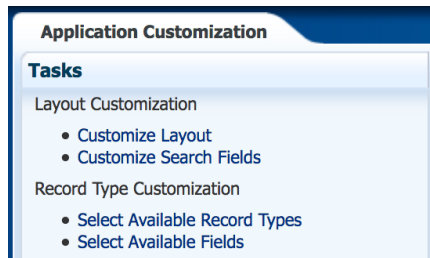 Application Customization
Tasks
Layout Customization
• Customize Layout
• Customize Search Fields
Record Type Customization
• Select Available Record Types
• Select Available Fields